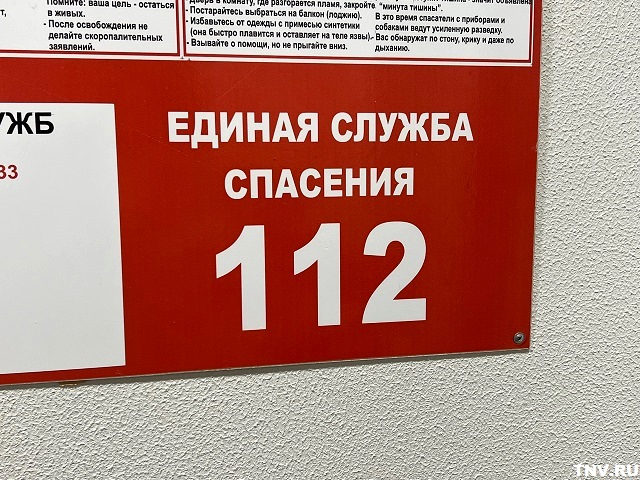 Помните: ваша цель - остаться
в живых.
- После освобождения не
делайте скоропалительных
заявлений.
дверь в комнату, где разгорается пламя, закройте.
- Постарайтесь выбраться на балкон (лоджию).
- Избавьтесь от одежды с примесью синтетики
(она быстро плавится и оставляет на теле язвы).
- Взывайте о помощи, но не прыгайте вниз.
- значит объявлена
"минута тишины".
В это время спасатели с приборами и
собаками ведут усиленную разведку.
- Вас обнаружат по стону, крику и даже по
дыханию.
УЖБ
33
ЕДИНАЯ СЛУЖБА
СПАСЕНИЯ
112
TNV.RU